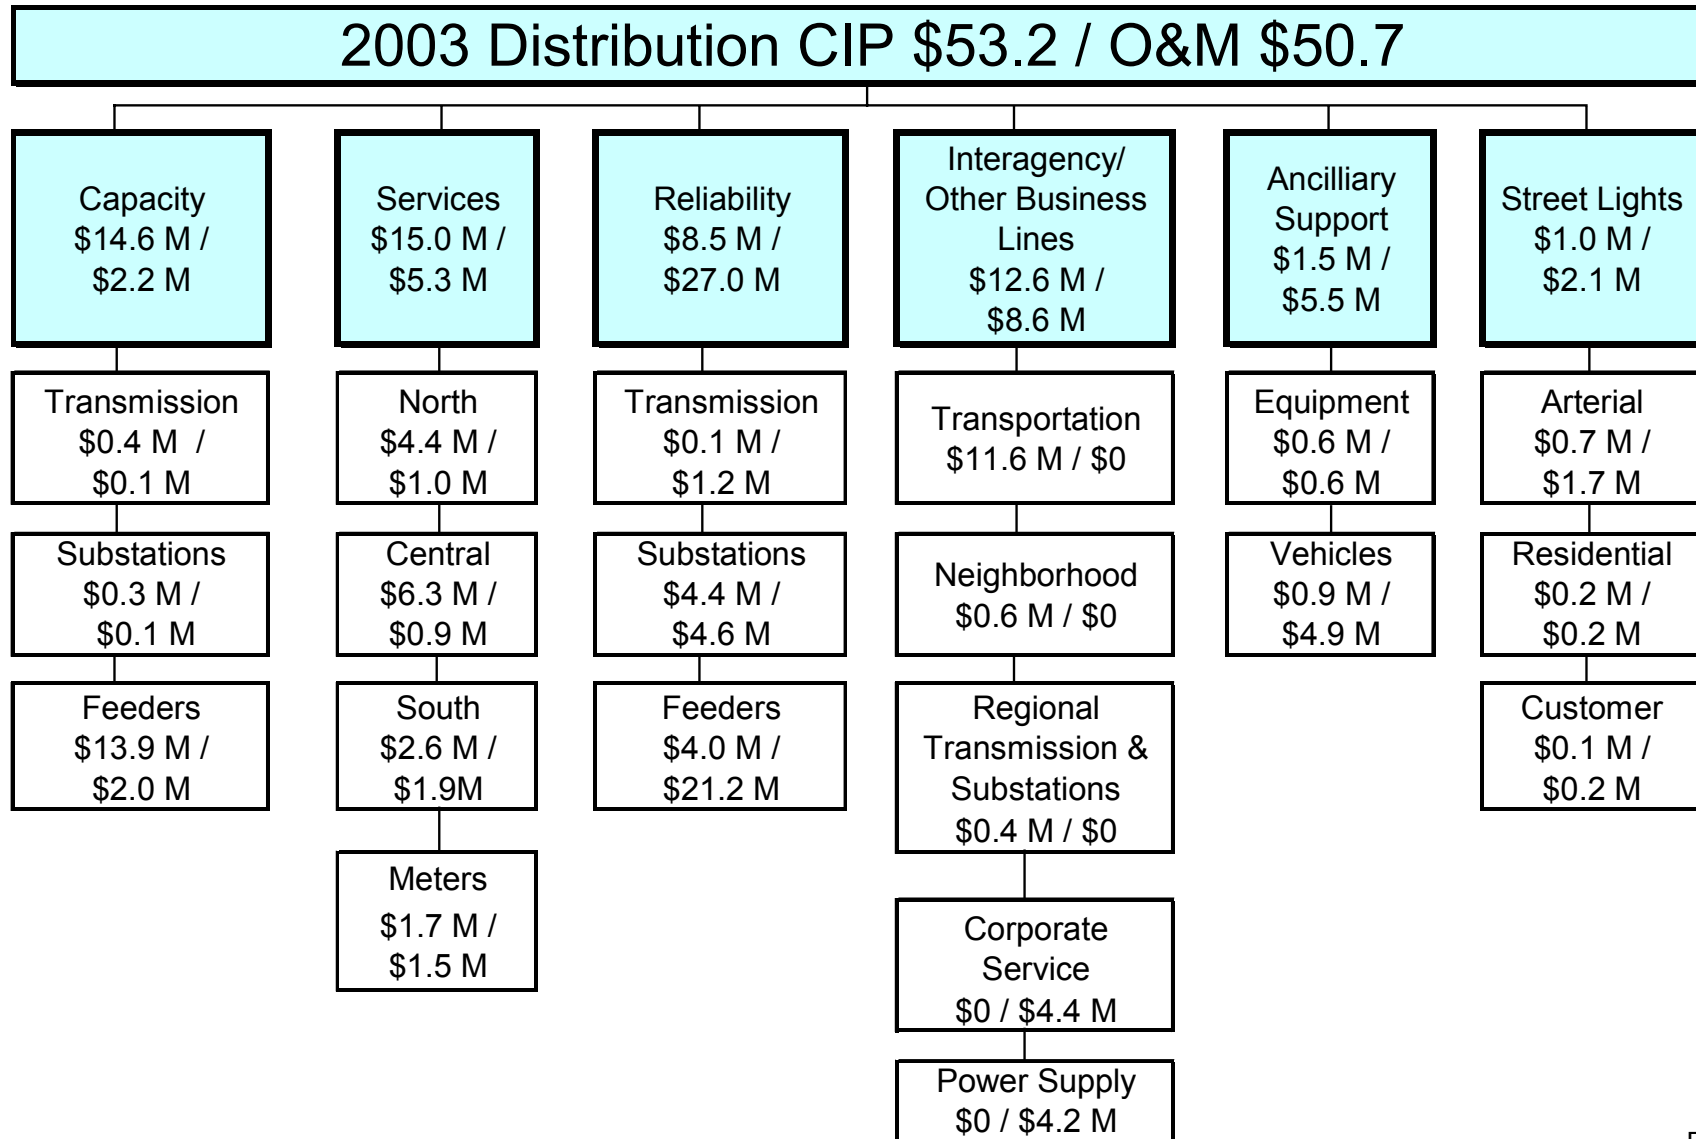 2003 Distribution CIP $53.2 / O&M $50.7
Capacity
$14.6 M /
$2.2 M
Services
$15.0 M /
$5.3 M
Reliability
$8.5 M /
$27.0 M
Interagency/
Other Business
Lines
$12.6 M /
$8.6 M
Ancilliary
Support
$1.5 M /
$5.5 M
Street Lights
$1.0 M /
$2.1 M
Transmission
$0.4 M /
$0.1 M
North
$4.4 M /
$1.0 M
Transmission
$0.1 M /
$1.2 M
Transportation
$11.6 M / $0
Equipment
$0.6 M /
$0.6 M
Arterial
$0.7 M /
$1.7 M
Substations
$0.3 M /
$0.1 M
Central
$6.3 M /
$0.9 M
Substations
$4.4 M /
$4.6 M
Neighborhood
$0.6 M / $0
Vehicles
$0.9 M /
$4.9 M
Residential
$0.2 M /
$0.2 M
Feeders
$13.9 M /
$2.0 M
South
$2.6 M /
$1.9M
Feeders
$4.0 M /
$21.2 M
Regional
Transmission &
Substations
$0.4 M / $0
Customer
$0.1 M /
$0.2 M
Meters
$1.7 M /
$1.5 M
Corporate
Service
$0 / $4.4 M
Power Supply
$0 / $4.2 M